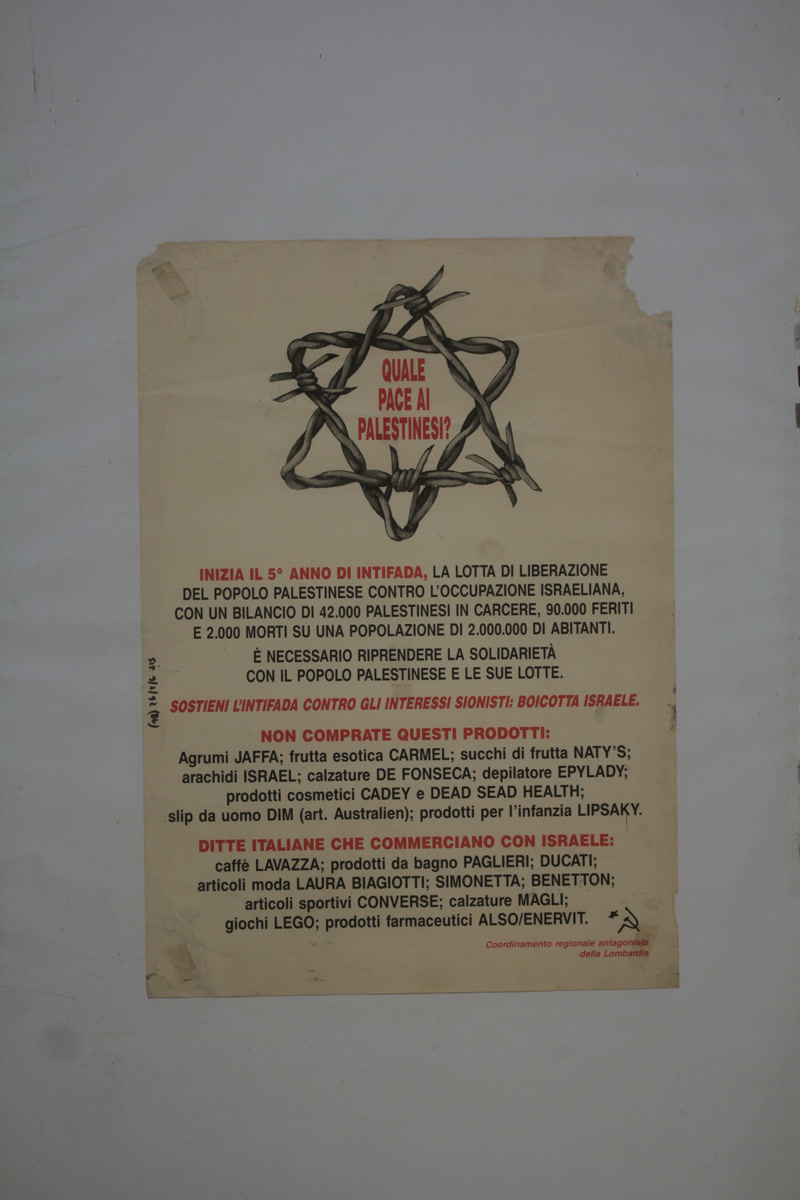 QUALE
PACE AI
PALESTINESI?
INIZIA IL 5° ANNO DI INTIFADA, LA LOTTA DI LIBERAZIONE
DEL POPOLO PALESTINESE CONTRO L'OCCUPAZIONE ISRAELIANA,
CON UN BILANCIO DI 42.000 PALESTINESI IN CARCERE, 90.000 FERITI
E 2.000 MORTI SU UNA POPOLAZIONE DI 2.000.000 DI ABITANTI.
È NECESSARIO RIPRENDERE LA SOLIDARIETÀ
CON IL POPOLO PALESTINESE E LE SUE LOTTE.
SOSTIENI L'INTIFADA CONTRO GLI INTERESSI SIONISTI: BOICOTTA ISRAELE.
NON COMPRATE QUESTI PRODOTTI:
Agrumi JAFFA; frutta esotica CARMEL; succhi di frutta NATY'S;
arachidi ISRAEL; calzature DE FONSECA; depilatore EPYLADY;
prodotti cosmetici CADEY e DEAD SEAD HEALTH;
slip da uomo DIM (art. Australien); prodotti per l'infanzia LIPSAKY.
DITTE ITALIANE CHE COMMERCIANO CON ISRAELE:
caffè LAVAZZA; prodotti da bagno PAGLIERI; DUCATI;
articoli moda LAURA BIAGIOTTI; SIMONETTA; BENETTON;
articoli sportivi CONVERSE; calzature MAGLI;
giochi LEGO; prodotti farmaceutici ALSO/ENERVIT.
Coordinamento regionale antagonista
della Lombardia